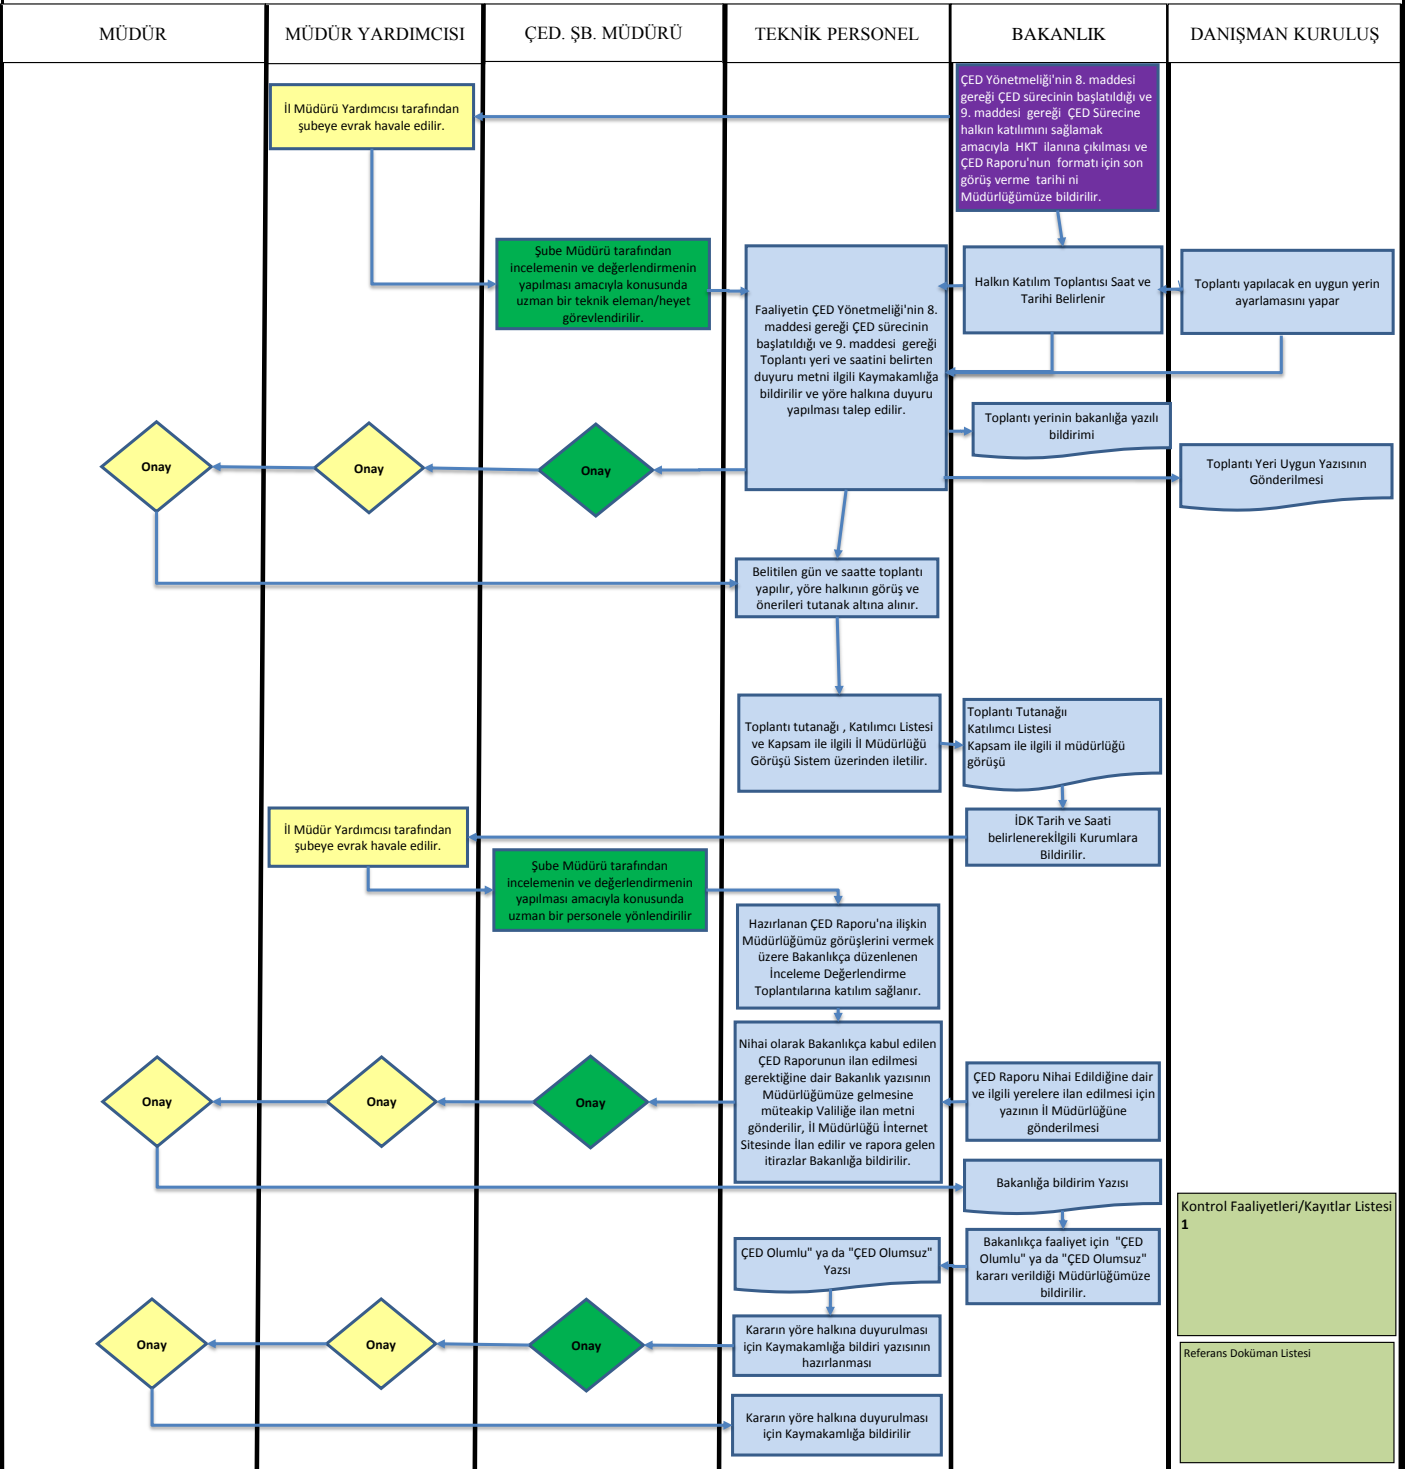 MÜDÜR
MÜDÜR YARDIMCISI
ÇED. ŞB. MÜDÜRÜ
TEKNİK PERSONEL
BAKANLIK
DANIŞMAN KURULUŞ
ÇED Yönetmeliği'nin 8. maddesi
gereği ÇED sürecinin başlatıldığı ve
9. maddesi gereği ÇED Sürecine
halkın katılımını sağlamak
amacıyla HKT ilanına çıkılması ve
ÇED Raporu'nun formatı için son
görüş verme tarihi ni
Müdürlüğümüze bildirilir.
İl Müdürü Yardımcısı tarafından
şubeye evrak havale edilir.
Şube Müdürü tarafından
incelemenin ve değerlendirmenin
yapılması amacıyla konusunda
uzman bir teknik eleman/heyet
görevlendirilir.
Faaliyetin ÇED Yönetmeliği'nin 8.
maddesi gereği ÇED sürecinin
başlatıldığı ve 9. maddesi gereği
Toplantı yeri ve saatini belirten
duyuru metni ilgili Kaymakamlığa
bildirilir ve yöre halkına duyuru
yapılması talep edilir.
Halkın Katılım Toplantısı Saat ve
Tarihi Belirlenir
Toplantı yapılacak en uygun yerin
ayarlamasını yapar
Toplantı yerinin bakanlığa yazılı
bildirimi
Toplantı Yeri Uygun Yazısının
Gönderilmesi
Onay
Onay
Onay
Belitilen gün ve saatte toplantı
yapılır, yöre halkının görüş ve
önerileri tutanak altına alınır.
Toplantı tutanağı , Katılımcı Listesi
ve Kapsam ile ilgili İl Müdürlüğü
Görüşü Sistem üzerinden iletilir.
Toplantı Tutanağıı
Katılımcı Listesi
Kapsam ile ilgili il müdürlüğü
görüşü
İDK Tarih ve Saati
belirlenerekİlgili Kurumlara
Bildirilir.
İl Müdür Yardımcısı tarafından
şubeye evrak havale edilir.
Şube Müdürü tarafından
incelemenin ve değerlendirmenin
yapılması amacıyla konusunda
uzman bir personele yönlendirilir
Hazırlanan ÇED Raporu'na ilişkin
Müdürlüğümüz görüşlerini vermek
üzere Bakanlıkça düzenlenen
İnceleme Değerlendirme
Toplantılarına katılım sağlanır.
Nihai olarak Bakanlıkça kabul edilen
ÇED Raporunun ilan edilmesi
gerektiğine dair Bakanlık yazısının
Müdürlüğümüze gelmesine
müteakip Valiliğe ilan metni
gönderilir, İl Müdürlüğü İnternet
Sitesinde İlan edilir ve rapora gelen
itirazlar Bakanlığa bildirilir.
ÇED Raporu Nihai Edildiğine dair
ve ilgili yerelere ilan edilmesi için
yazının İl Müdürlüğüne
gönderilmesi
Onay
Onay
Onay
Bakanlığa bildirim Yazısı
Bakanlıkça faaliyet için "ÇED
Olumlu" ya da "ÇED Olumsuz"
kararı verildiği Müdürlüğümüze
bildirilir.
ÇED Olumlu" ya da "ÇED Olumsuz"
Yazsı
Kararın yöre halkına duyurulması
için Kaymakamlığa bildiri yazısının
hazırlanması
Onay
Onay
Onay
Kararın yöre halkına duyurulması
için Kaymakamlığa bildirilir
Kontrol Faaliyetleri/Kayıtlar Listesi
1
Referans Doküman Listesi